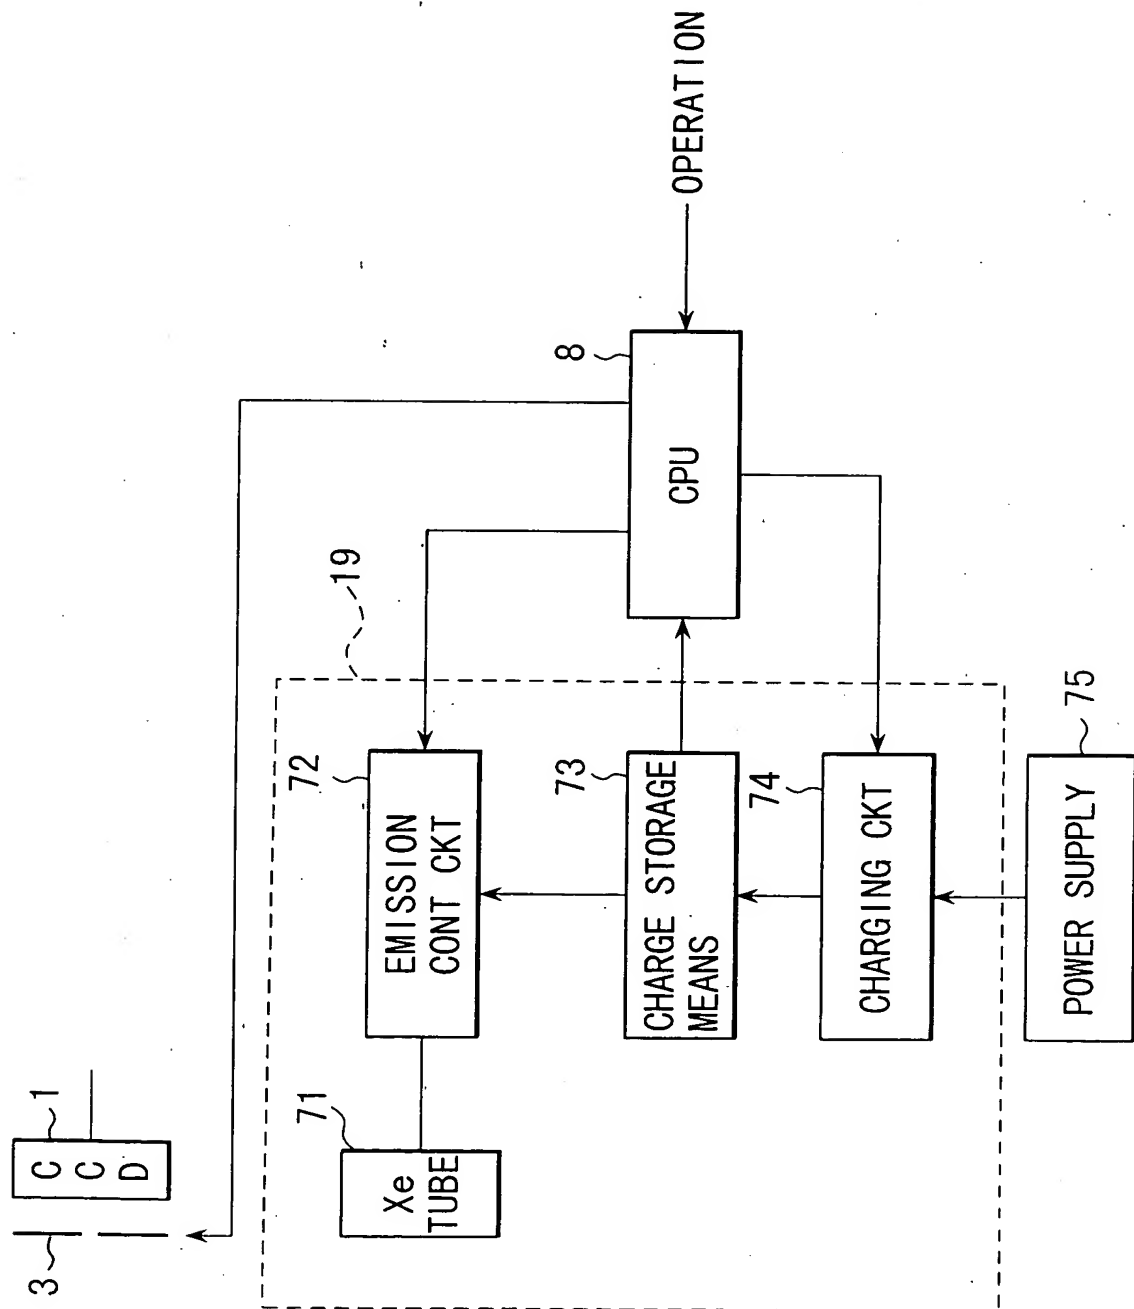 3
C
C
D
1
Xe
TUBE
71
EMISSION
CONT CKT
72
19
CHARGE STORAGE
MEANS
73
CHARGING CKT
74
POWER SUPPLY
75
CPU
8
OPERATION